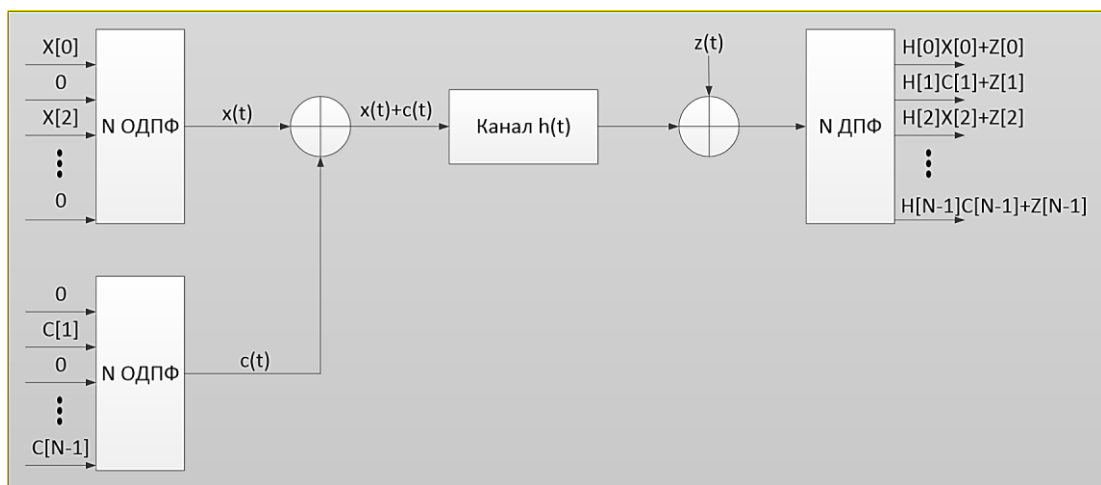 X[0]
0
X[2]
0
N ОДПФ
x(t)
x(t)+c(t)
Канал h(t)
z(t)
N ДПФ
H[0]X[0]+Z[0]
H[1]C[1]+Z[1]
H[2]X[2]+Z[2]
H[N-1]C[N-1]+Z[N-1]
0
C[1]
0
C[N-1]
N ОДПФ
c(t)